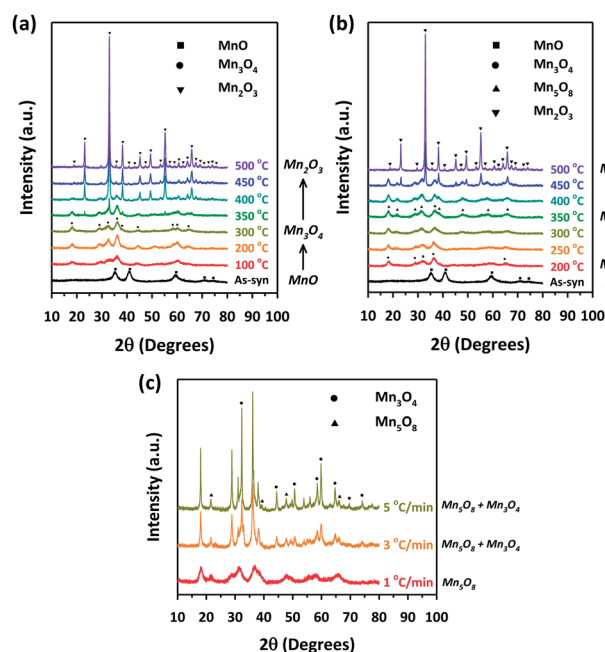 (a)
MnO
Mn₃O₄
Mn₂O₃
Intensity (a.u.)
500 °C
450 °C
400 °C
350 °C
300 °C
200 °C
100 °C
As-syn
Mn₂O₃
Mn₃O₄
MnO
10 20 30 40 50 60 70 80 90 100
2θ (Degrees)
(b)
MnO
Mn₃O₄
Mn₅O₈
Mn₂O₃
Intensity (a.u.)
500 °C
450 °C
400 °C
350 °C
300 °C
250 °C
200 °C
As-syn
M
M
M
10 20 30 40 50 60 70 80 90 100
2θ (Degrees)
(c)
Mn₃O₄
Mn₅O₈
Intensity (a.u.)
5 °C/min Mn₅O₈ + Mn₃O₄
3 °C/min Mn₅O₈ + Mn₃O₄
1 °C/min Mn₅O₈
10 20 30 40 50 60 70 80 90 100
2θ (Degrees)